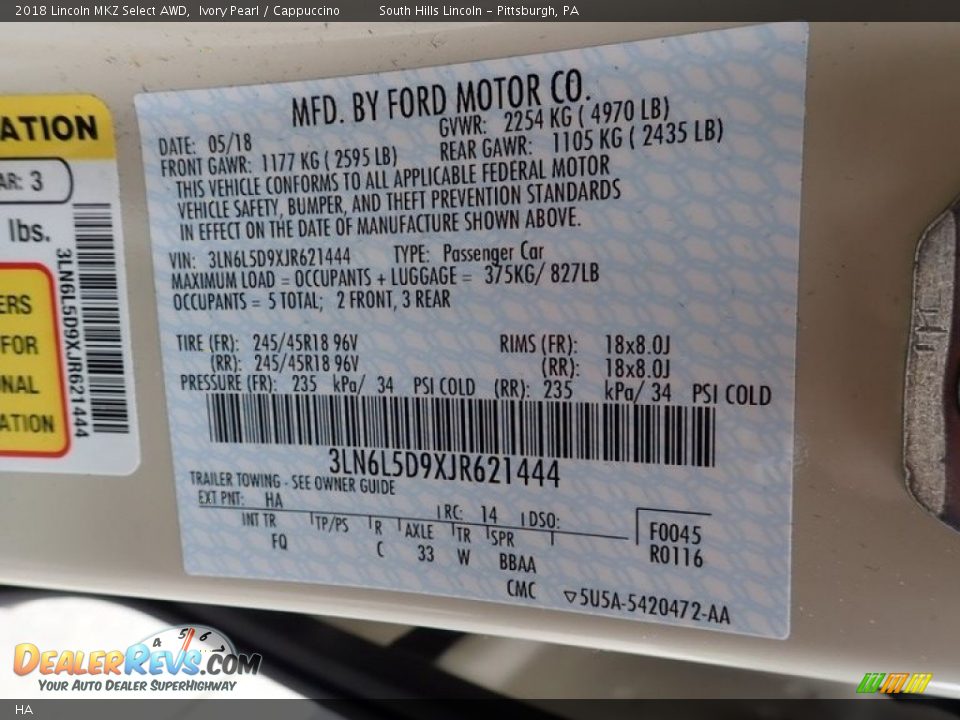 2018 Lincoln MKZ Select AWD,  Ivory Pearl / Cappuccino  South Hills Lincoln - Pittsburgh, PA
ATION
AR: 3
lbs.
ERS
FOR
NAL
ATION
3LN6L5D9XJR621444
MFD. BY FORD MOTOR CO.
DATE: 05/18  GVWR: 2254 KG ( 4970 LB)
FRONT GAWR: 1177 KG ( 2595 LB)  REAR GAWR: 1105 KG ( 2435 LB)
THIS VEHICLE CONFORMS TO ALL APPLICABLE FEDERAL MOTOR
VEHICLE SAFETY, BUMPER, AND THEFT PREVENTION STANDARDS
IN EFFECT ON THE DATE OF MANUFACTURE SHOWN ABOVE.
VIN: 3LN6L5D9XJR621444  TYPE: Passenger Car
MAXIMUM LOAD = OCCUPANTS + LUGGAGE = 375KG/ 827LB
OCCUPANTS = 5 TOTAL; 2 FRONT, 3 REAR
TIRE (FR): 245/45R18 96V  RIMS (FR): 18x8.0J
(RR): 245/45R18 96V  (RR): 18x8.0J
PRESSURE (FR): 235 kPa/ 34 PSI COLD (RR): 235 kPa/ 34 PSI COLD
3LN6L5D9XJR621444
TRAILER TOWING - SEE OWNER GUIDE
EXT PNT: HA  RC: 14  DSO:
INT TR  TP/PS  R  AXLE  TR  SPR  F0045
FQ  C  33  W  BBAA  R0116
CMC  ▽5U5A-5420472-AA
4 5 6
DEALERREVS.COM
YOUR AUTO DEALER SUPERHIGHWAY
HA